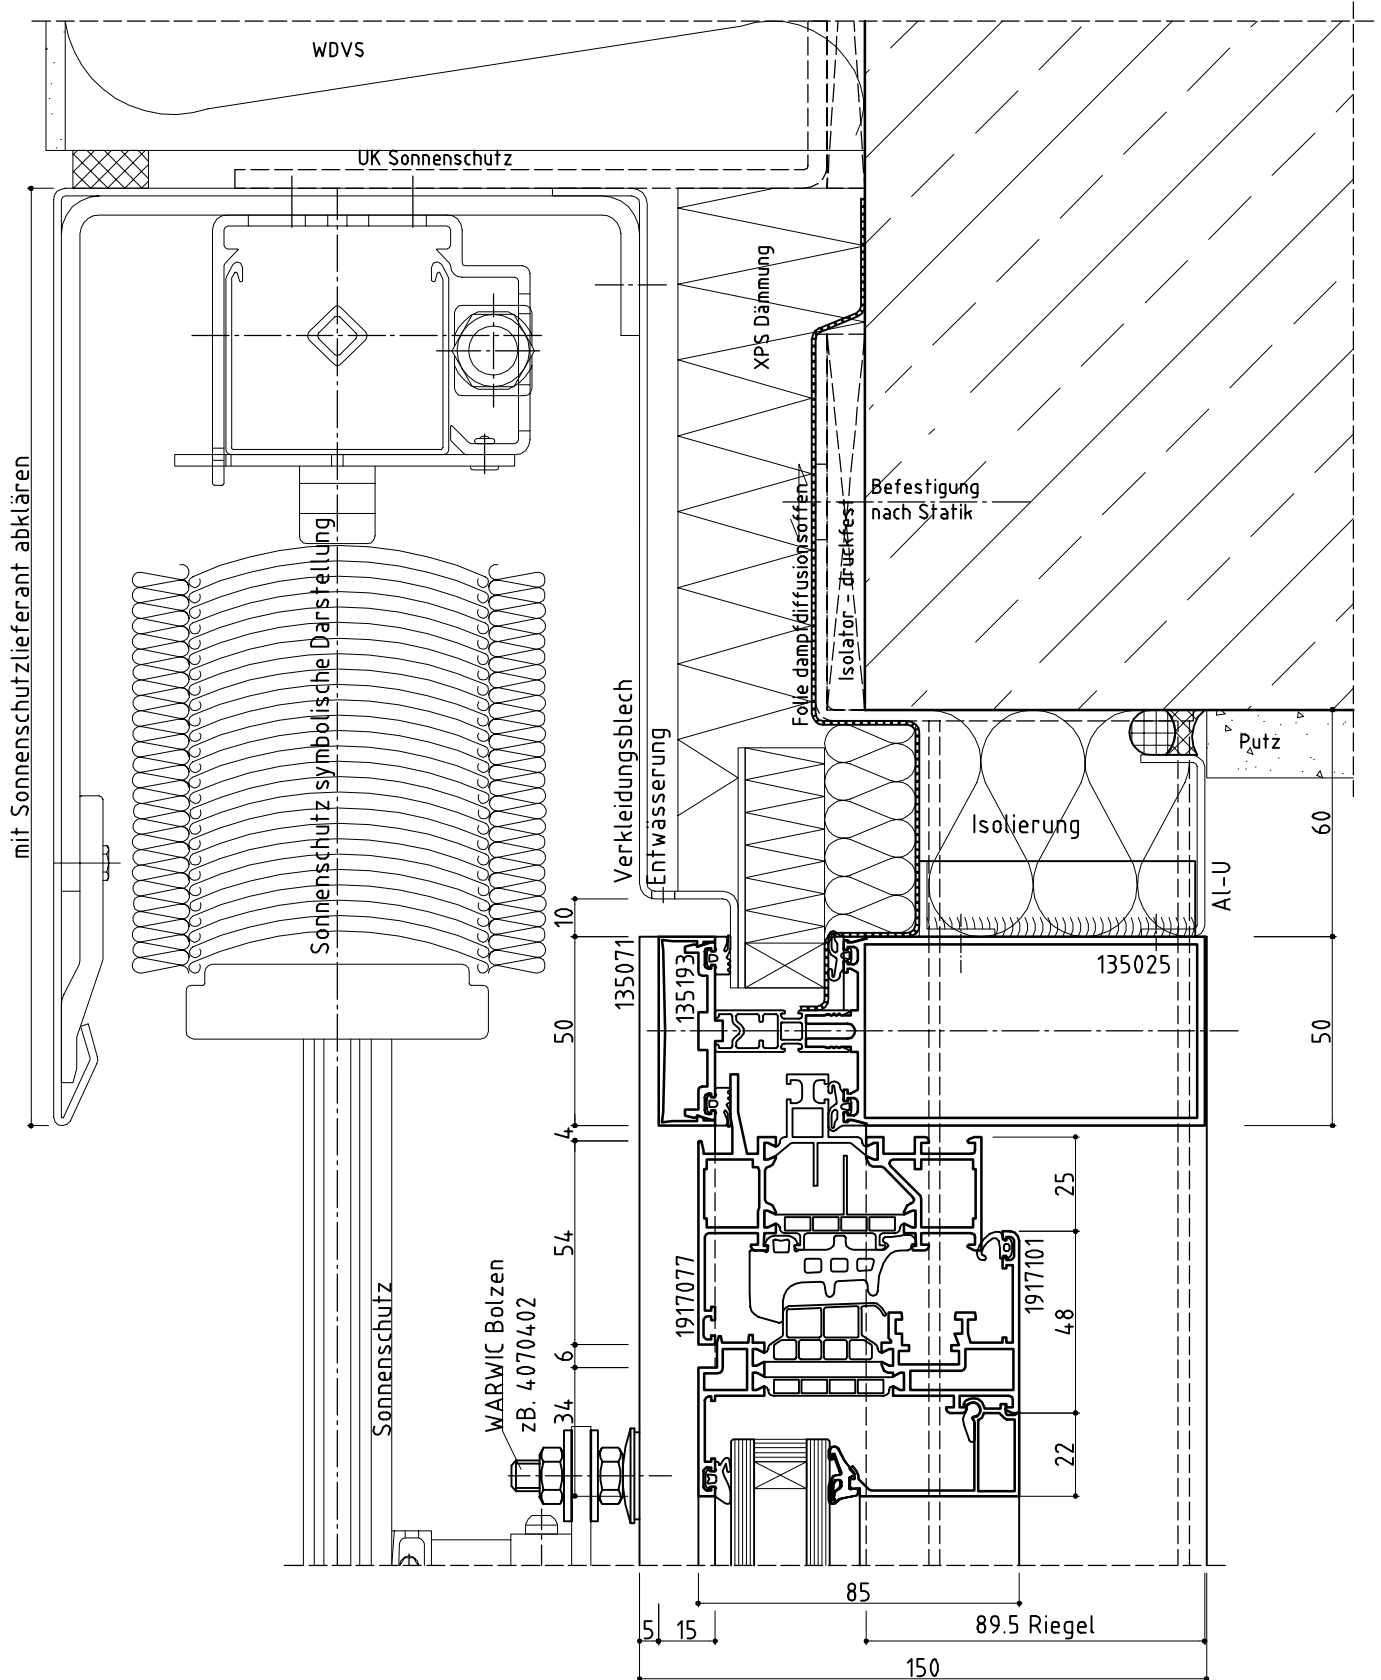 WDVS
UK Sonnenschutz
XPS Dämmung
mit Sonnenschutzlieferant abklären
Sonnenschutz symbolische Darstellung
Befestigung
nach Statik
Folie dampfdiffusionsoffen
Isolator - druckfest
Verkleidungsblech
Entwässerung
Putz
Isolierung
Al-U
60
10
135071
135193
135025
50
50
4
25
54
1917077
1917101
48
6
34
22
Sonnenschutz
WARWIC Bolzen
zB. 4070402
85
5
15
89.5 Riegel
150